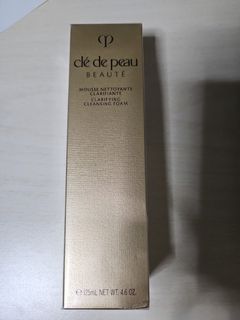 clé de peau
BEAUTÉ
MOUSSE NETTOYANTE
CLARIFIANTE
CLARIFYING
CLEANSING FOAM
℮ 125mL NET WT. 4.6 OZ.